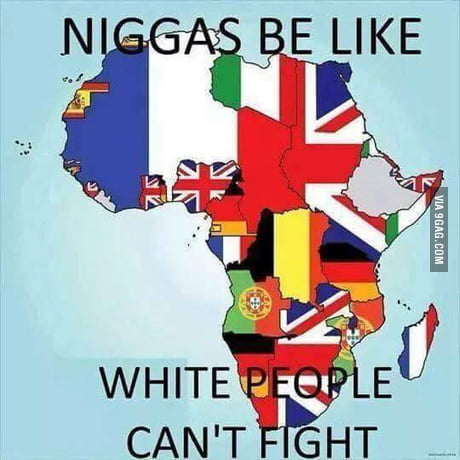 NIGGAS BE LIKE
VIA 9GAG.COM
WHITE PEOPLE
CAN'T FIGHT